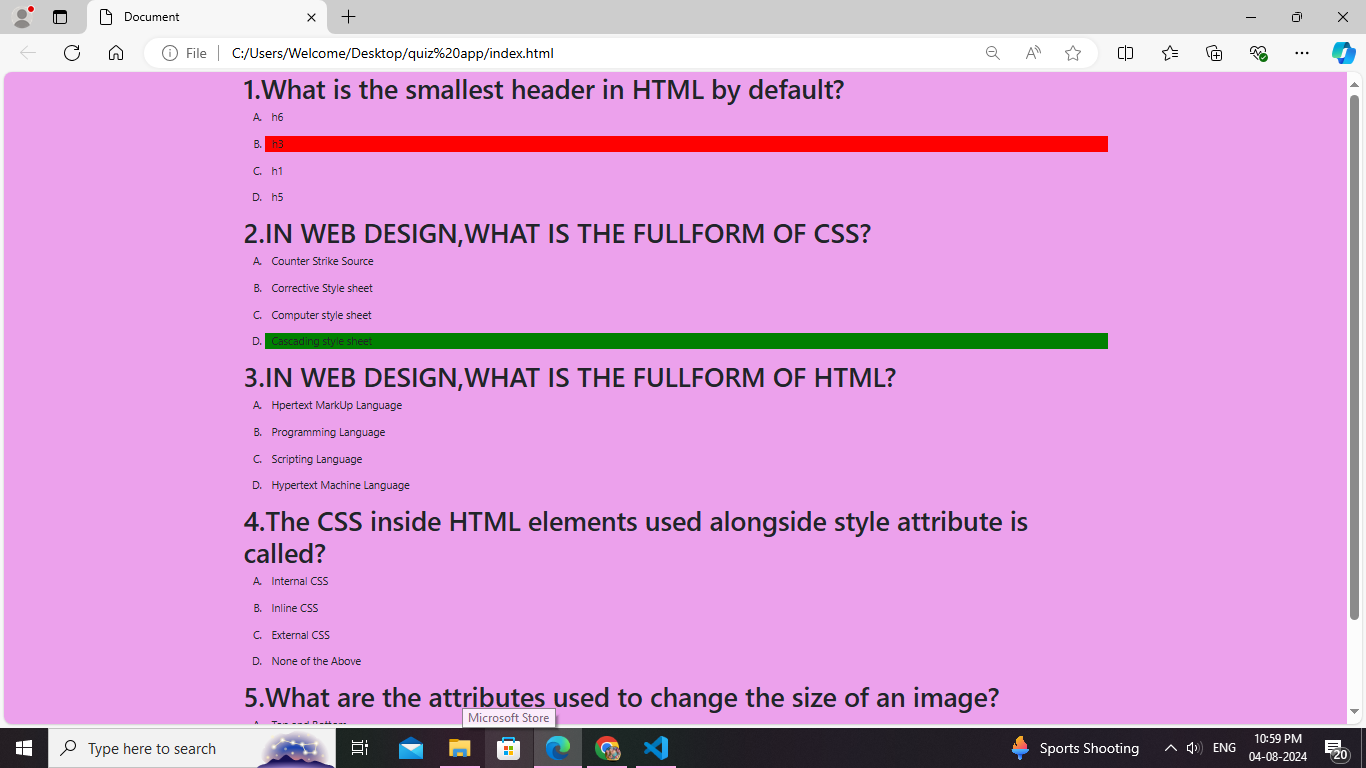 Document
File
C:/Users/Welcome/Desktop/quiz%20app/index.html
1.What is the smallest header in HTML by default?
A. h6
B. h3
C. h1
D. h5
2.IN WEB DESIGN,WHAT IS THE FULLFORM OF CSS?
A. Counter Strike Source
B. Corrective Style sheet
C. Computer style sheet
D. Cascading style sheet
3.IN WEB DESIGN,WHAT IS THE FULLFORM OF HTML?
A. Hpertext MarkUp Language
B. Programming Language
C. Scripting Language
D. Hypertext Machine Language
4.The CSS inside HTML elements used alongside style attribute is
called?
A. Internal CSS
B. Inline CSS
C. External CSS
D. None of the Above
5.What are the attributes used to change the size of an image?
A. Top and Bottom
Microsoft Store
Type here to search
Sports Shooting
ENG
10:59 PM
04-08-2024
20